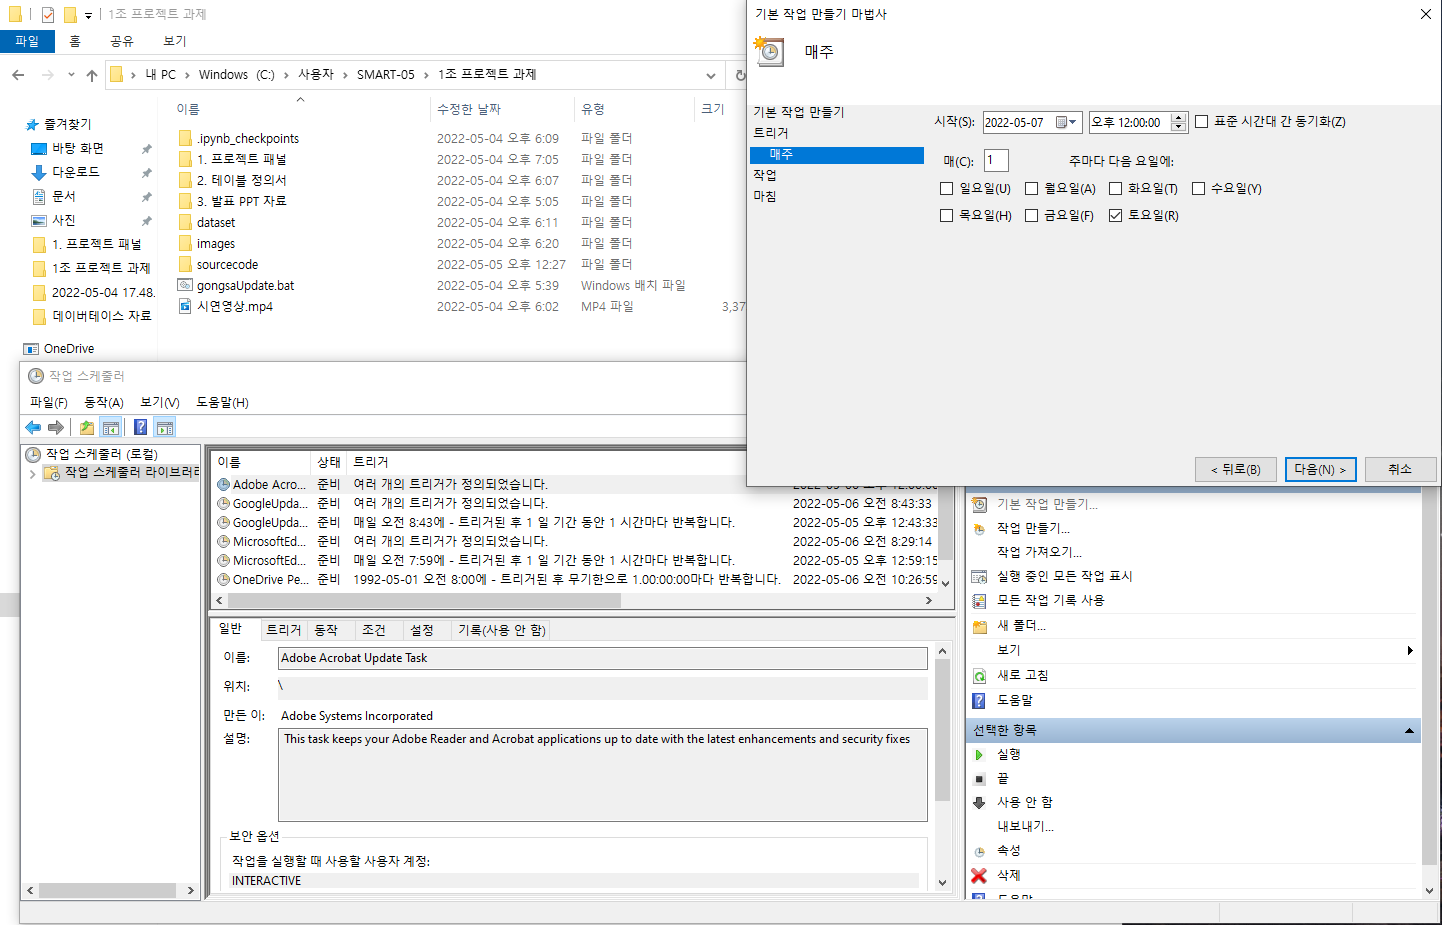 1조 프로젝트 과제
파일 홈 공유 보기
내 PC > Windows (C:) > 사용자 > SMART-05 > 1조 프로젝트 과제
이름 수정한 날짜 유형 크기
.ipynb_checkpoints 2022-05-04 오후 6:09 파일 폴더
1. 프로젝트 패널 2022-05-04 오후 7:05 파일 폴더
2. 테이블 정의서 2022-05-04 오후 6:07 파일 폴더
3. 발표 PPT 자료 2022-05-04 오후 5:05 파일 폴더
dataset 2022-05-04 오후 6:11 파일 폴더
images 2022-05-04 오후 6:20 파일 폴더
sourcecode 2022-05-05 오후 12:27 파일 폴더
gongsaUpdate.bat 2022-05-04 오후 5:39 Windows 배치 파일
시연영상.mp4 2022-05-04 오후 6:02 MP4 파일 3,37
즐겨찾기
바탕 화면
다운로드
문서
사진
1. 프로젝트 패널
1조 프로젝트 과제
2022-05-04 17.48.
데이버테이스 자료
OneDrive
기본 작업 만들기 마법사
매주
기본 작업 만들기
트리거
매주
작업
마침
시작(S): 2022-05-07 오후 12:00:00 표준 시간대 간 동기화(Z)
매(C): 1 주마다 다음 요일에:
일요일(U) 월요일(A) 화요일(T) 수요일(Y)
목요일(H) 금요일(F) 토요일(R)
< 뒤로(B) 다음(N) > 취소
작업 스케줄러
파일(F) 동작(A) 보기(V) 도움말(H)
작업 스케줄러 (로컬)
작업 스케줄러 라이브러리
이름 상태 트리거
Adobe Acro... 준비 여러 개의 트리거가 정의되었습니다.
GoogleUpda... 준비 여러 개의 트리거가 정의되었습니다. 2022-05-06 오전 8:43:33
GoogleUpda... 준비 매일 오전 8:43에 - 트리거된 후 1 일 기간 동안 1 시간마다 반복합니다. 2022-05-05 오후 12:43:33
MicrosoftEd... 준비 여러 개의 트리거가 정의되었습니다. 2022-05-06 오전 8:29:14
MicrosoftEd... 준비 매일 오전 7:59에 - 트리거된 후 1 일 기간 동안 1 시간마다 반복합니다. 2022-05-05 오후 12:59:15
OneDrive Pe... 준비 1992-05-01 오전 8:00에 - 트리거된 후 무기한으로 1.00:00:00마다 반복합니다. 2022-05-06 오전 10:26:59
일반 트리거 동작 조건 설정 기록(사용 안 함)
이름: Adobe Acrobat Update Task
위치: \
만든 이: Adobe Systems Incorporated
설명: This task keeps your Adobe Reader and Acrobat applications up to date with the latest enhancements and security fixes
보안 옵션
작업을 실행할 때 사용할 사용자 계정:
INTERACTIVE
기본 작업 만들기...
작업 만들기...
작업 가져오기...
실행 중인 모든 작업 표시
모든 작업 기록 사용
새 폴더...
보기
새로 고침
도움말
선택한 항목
실행
끝
사용 안 함
내보내기...
속성
삭제